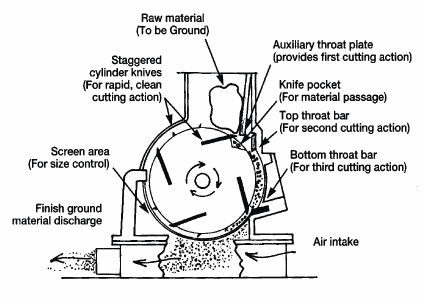 Raw material
(To be Ground)
Staggered
cylinder knives
(For rapid, clean
cutting action)
Auxiliary throat plate
(provides first cutting action)
Knife pocket
(For material passage)
Top throat bar
(For second cutting action)
Screen area
(For size control)
Bottom throat bar
(For third cutting action)
Finish ground
material discharge
Air intake